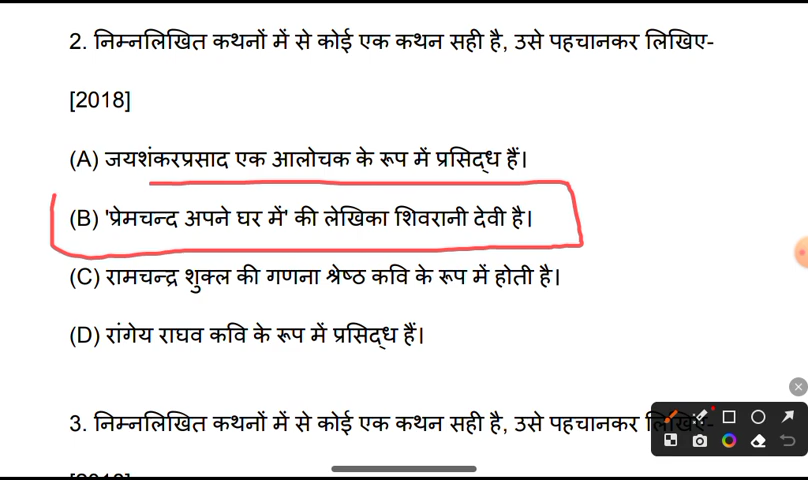 2. निम्नलिखित कथनों में से कोई एक कथन सही है, उसे पहचानकर लिखिए-
[2018]
(A) जयशंकरप्रसाद एक आलोचक के रूप में प्रसिद्ध हैं।
(B) 'प्रेमचन्द अपने घर में' की लेखिका शिवरानी देवी है।
(C) रामचन्द्र शुक्ल की गणना श्रेष्ठ कवि के रूप में होती है।
(D) रांगेय राघव कवि के रूप में प्रसिद्ध हैं।
3. निम्नलिखित कथनों में से कोई एक कथन सही है, उसे पहचानकर लिखिए-